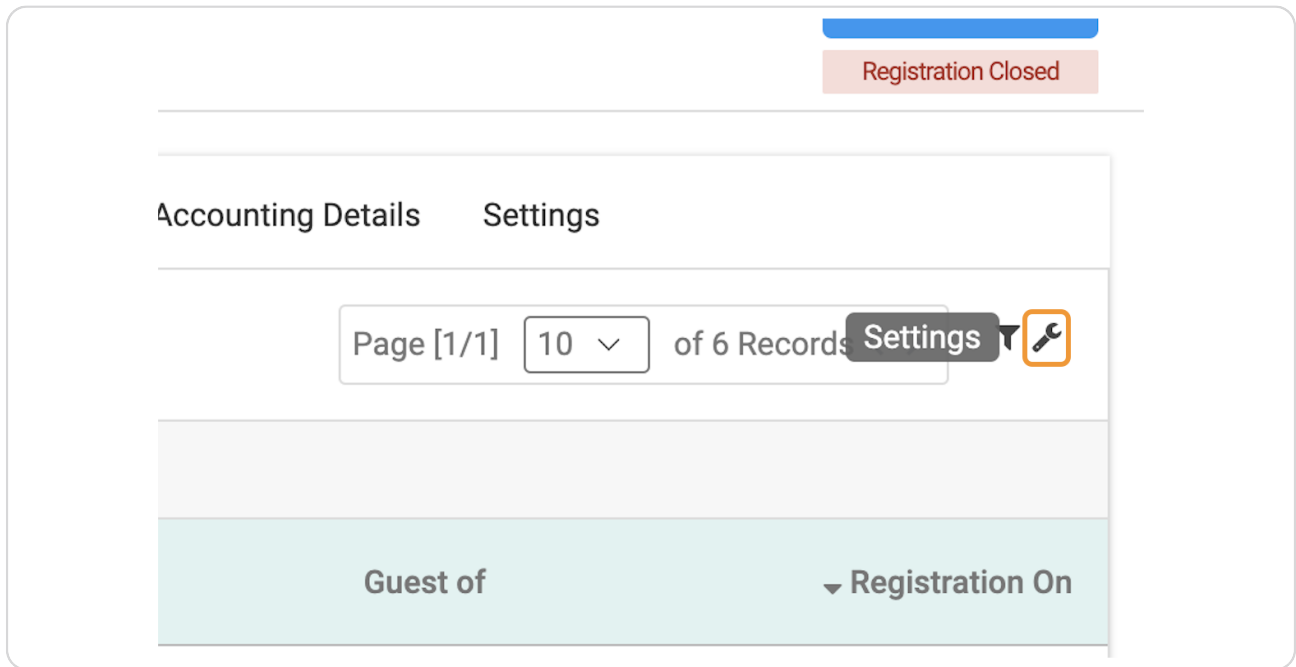 Registration Closed
Accounting Details Settings
Page [1/1] 10 of 6 Records Settings
Guest of Registration On